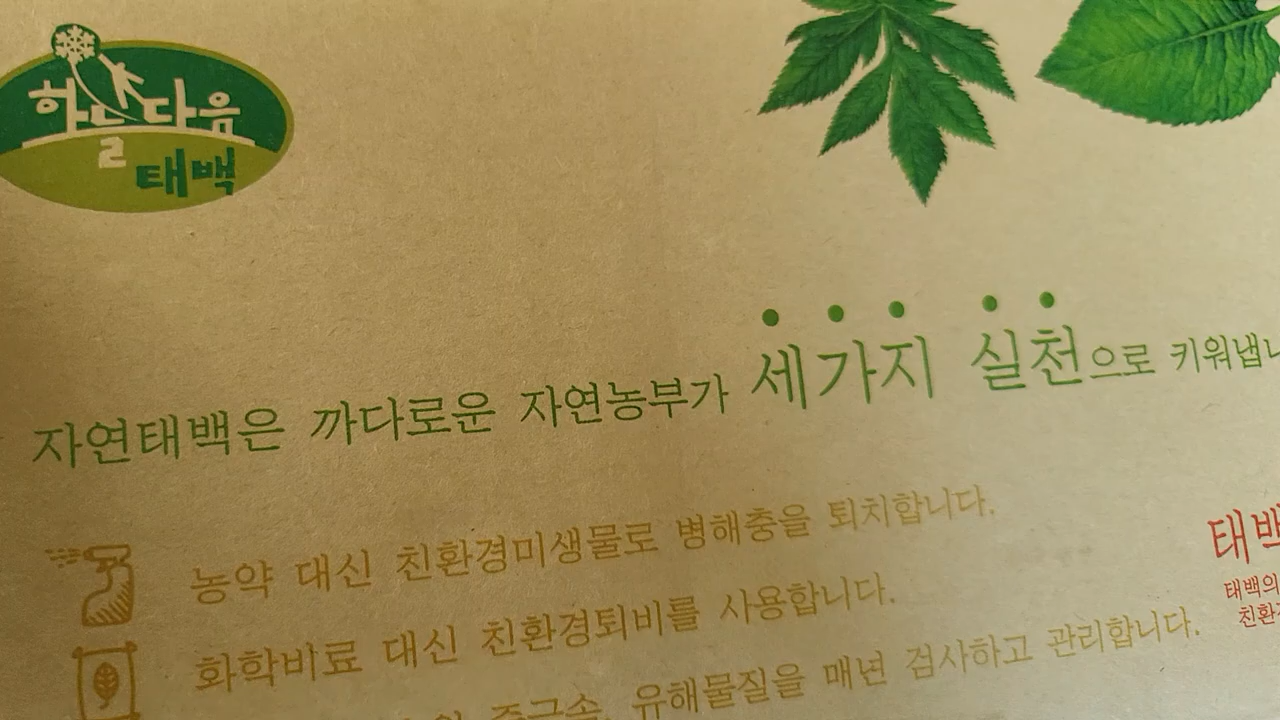 하늘다음
태백
자연태백은 까다로운 자연농부가 세가지 실천으로 키워냅니
농약 대신 친환경미생물로 병해충을 퇴치합니다.
화학비료 대신 친환경퇴비를 사용합니다.
중금속, 유해물질을 매년 검사하고 관리합니다.
태백
태백의
친환